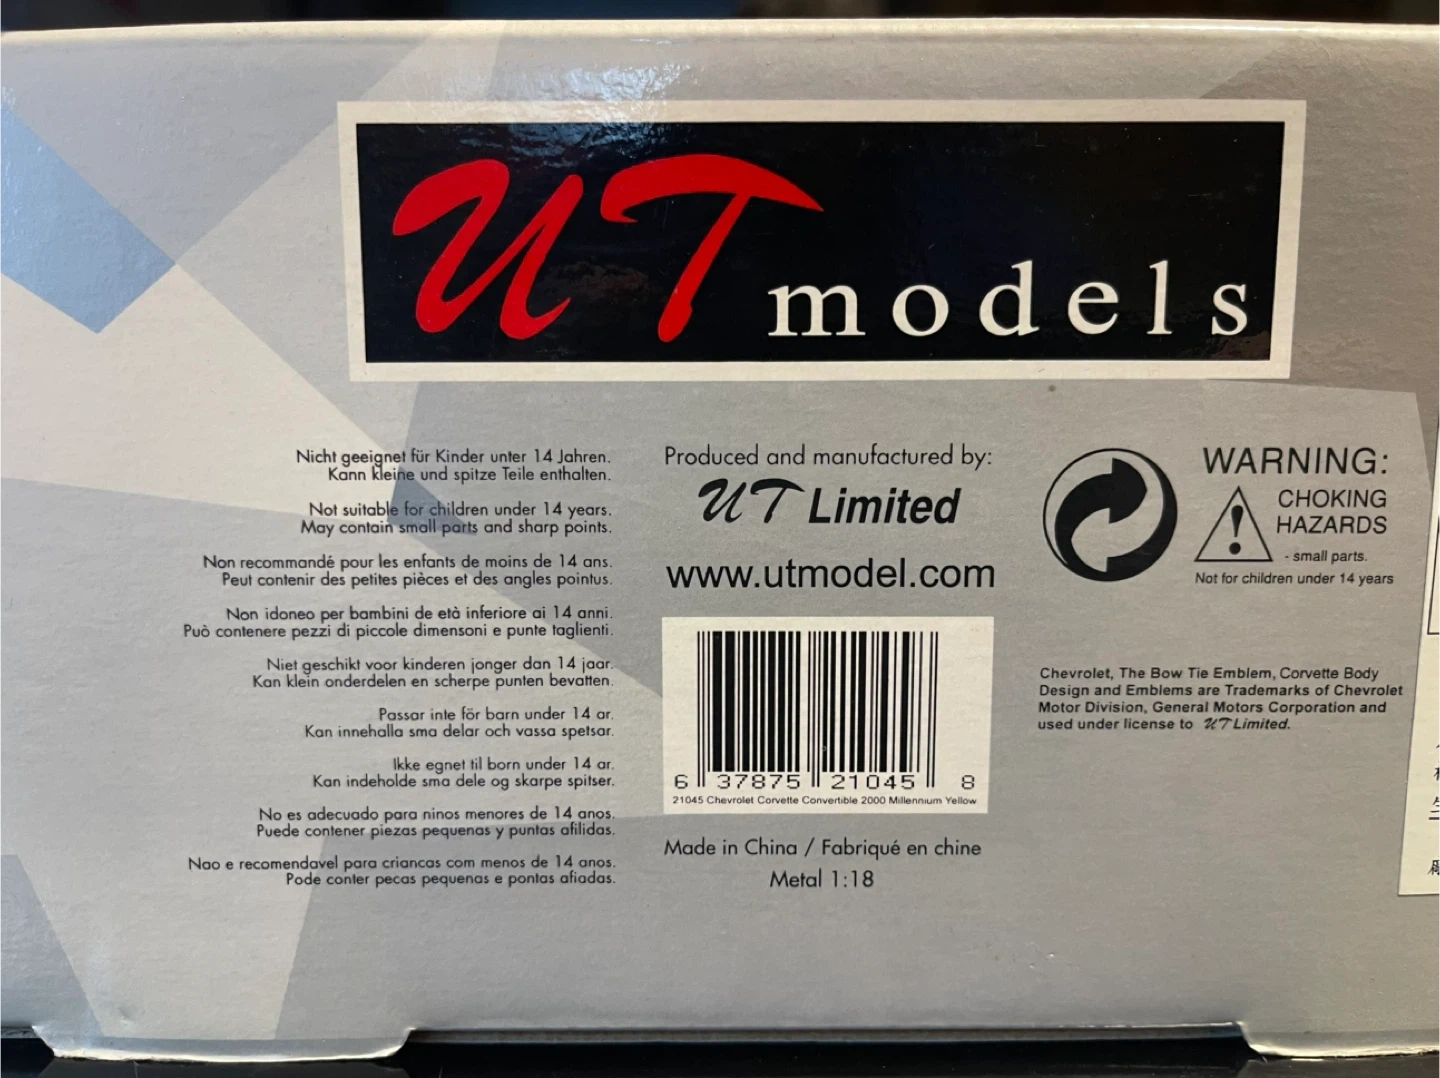 UT models
Nicht geeignet für Kinder unter 14 Jahren.
Kann kleine und spitze Teile enthalten.
Not suitable for children under 14 years.
May contain small parts and sharp points.
Non recommandé pour les enfants de moins de 14 ans.
Peut contenir des petites pièces et des angles pointus.
Non idoneo per bambini de età inferiore ai 14 anni.
Può contenere pezzi di piccole dimensoni e punte taglienti.
Niet geschikt voor kinderen jonger dan 14 jaar.
Kan klein onderdelen en scherpe punten bevatten.
Passar inte för barn under 14 ar.
Kan innehalla sma delar och vassa spetsar.
Ikke egnet til born under 14 ar.
Kan indeholde sma dele og skarpe spitser.
No es adecuado para ninos menores de 14 anos.
Puede contener piezas pequenas y puntas afilidas.
Nao e recomendavel para criancas com menos de 14 anos.
Pode conter pecas pequenas e pontas afiadas.
Produced and manufactured by:
UT Limited
www.utmodel.com
6 37875 21045 8
21045 Chevrolet Corvette Convertible 2000 Millennium Yellow
Made in China / Fabriqué en chine
Metal 1:18
WARNING:
CHOKING
HAZARDS
- small parts.
Not for children under 14 years
Chevrolet, The Bow Tie Emblem, Corvette Body
Design and Emblems are Trademarks of Chevrolet
Motor Division, General Motors Corporation and
used under license to UT Limited.